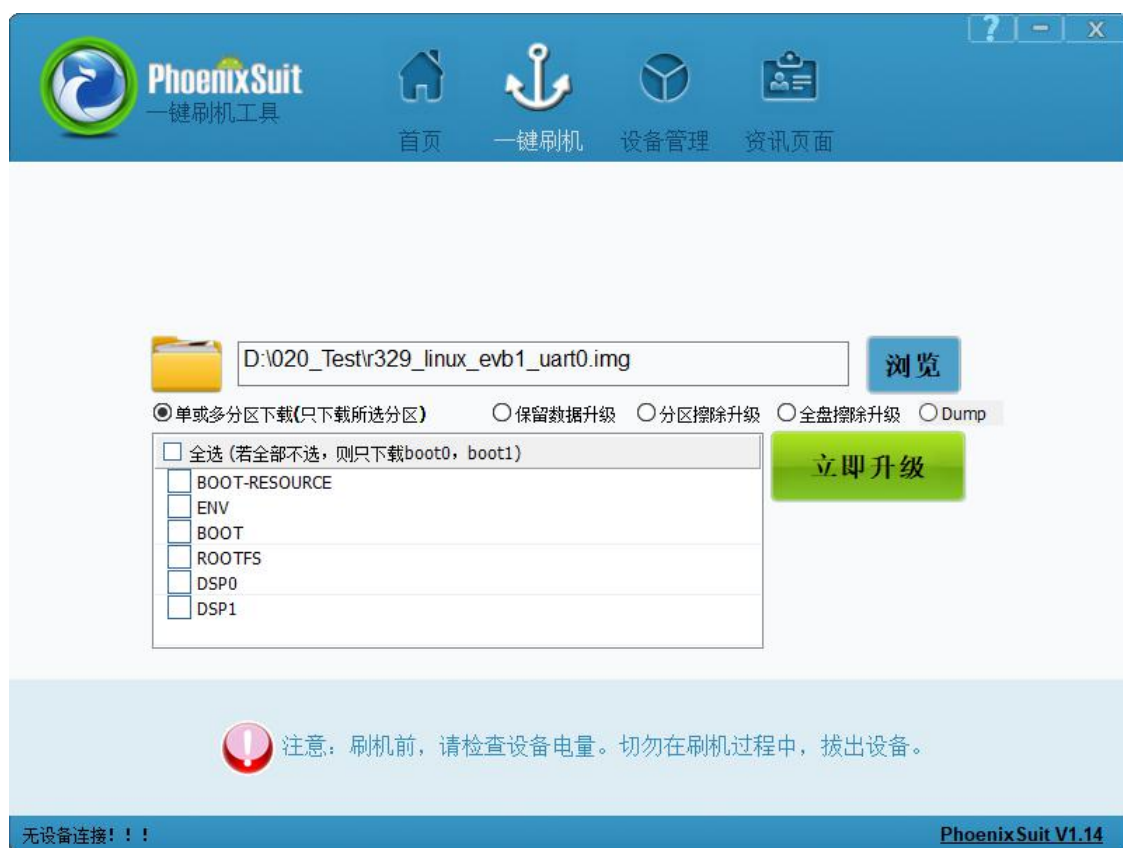 ? － x
PhoenixSuit
一键刷机工具
首页 一键刷机 设备管理 资讯页面
D:\020_Test\r329_linux_evb1_uart0.img
浏览
单或多分区下载(只下载所选分区) 保留数据升级 分区擦除升级 全盘擦除升级 Dump
全选 (若全部不选，则只下载boot0，boot1)
立即升级
BOOT-RESOURCE
ENV
BOOT
ROOTFS
DSP0
DSP1
注意：刷机前，请检查设备电量。切勿在刷机过程中，拔出设备。
无设备连接！！！
PhoenixSuit V1.14